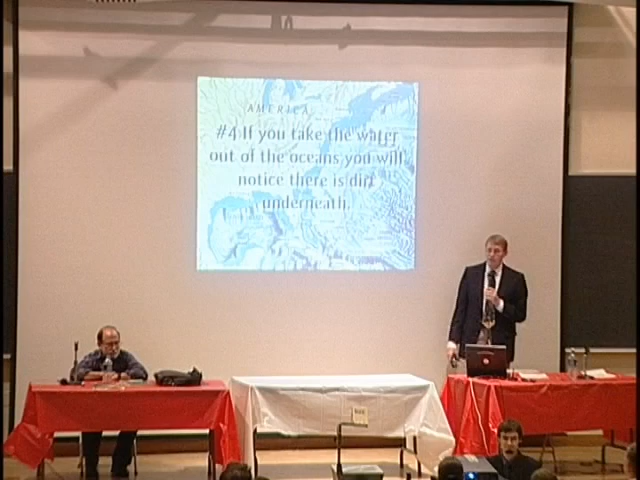 AMERICA
#4 If you take the water
out of the oceans you will
notice there is dirt
underneath.